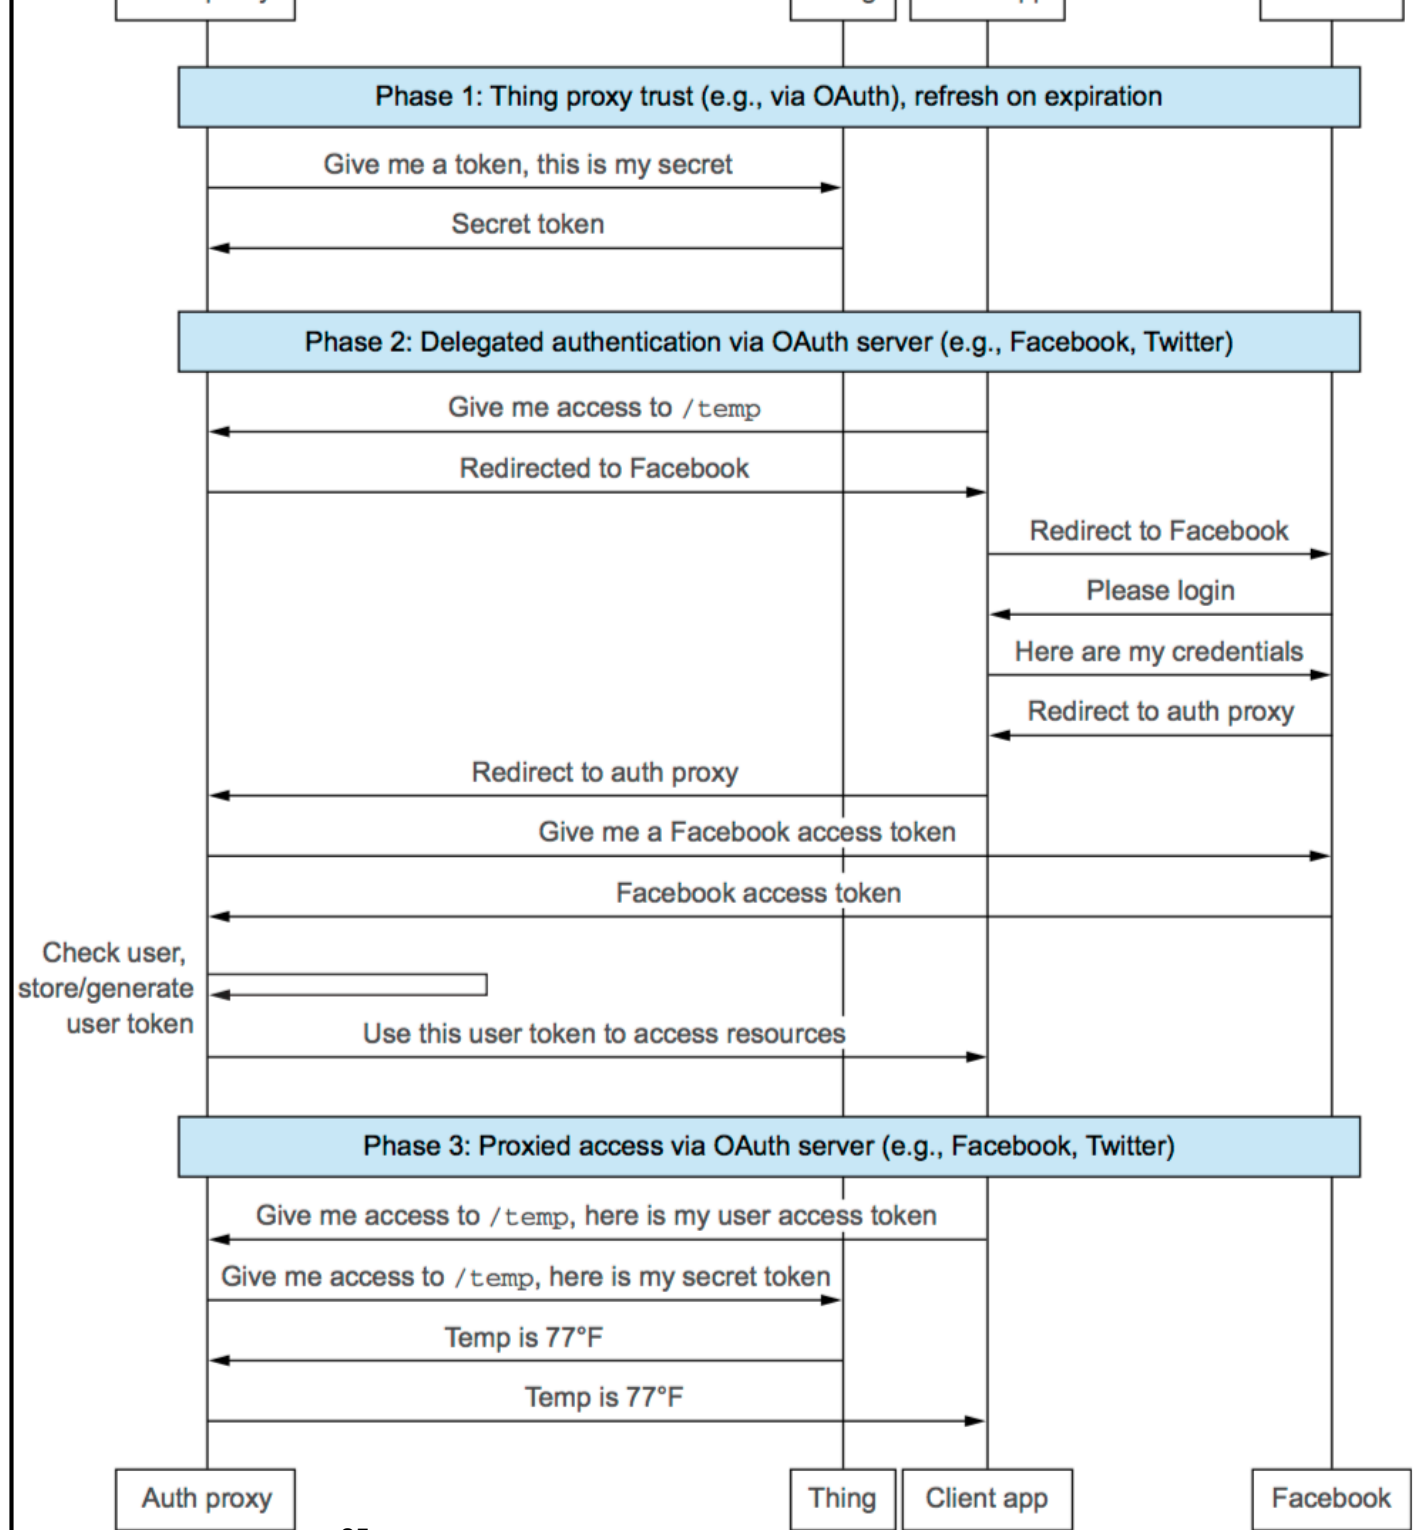 Phase 1: Thing proxy trust (e.g., via OAuth), refresh on expiration
Give me a token, this is my secret
Secret token
Phase 2: Delegated authentication via OAuth server (e.g., Facebook, Twitter)
Give me access to /temp
Redirected to Facebook
Redirect to Facebook
Please login
Here are my credentials
Redirect to auth proxy
Redirect to auth proxy
Give me a Facebook access token
Facebook access token
Check user,
store/generate
user token
Use this user token to access resources
Phase 3: Proxied access via OAuth server (e.g., Facebook, Twitter)
Give me access to /temp, here is my user access token
Give me access to /temp, here is my secret token
Temp is 77°F
Temp is 77°F
Auth proxy Thing Client app Facebook